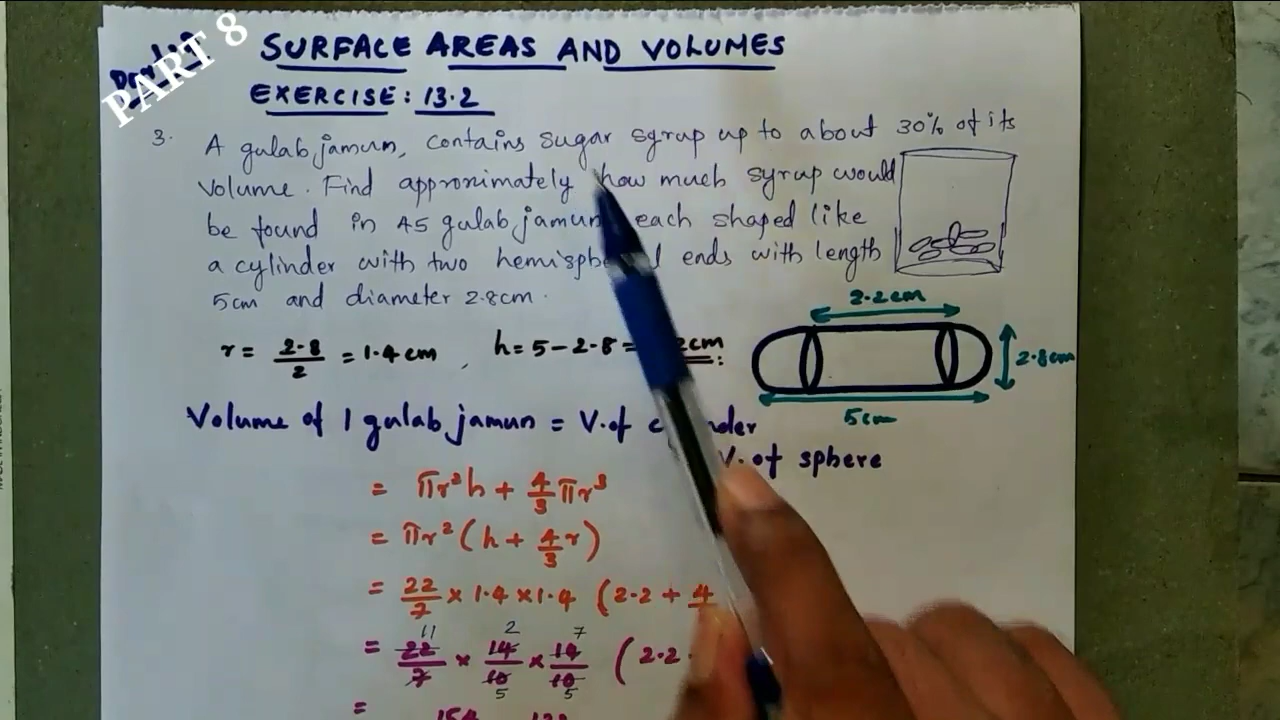 PART 8
SURFACE AREAS AND VOLUMES
EXERCISE: 13.2
3. A gulab jamun, contains sugar syrup up to about 30% of its
volume. Find approximately how much syrup would
be found in 45 gulab jamun each shaped like
a cylinder with two ends with length
5cm and diameter 2.8cm.
2.2cm
r = 2.8/2 = 1.4 cm, h = 5 - 2.8 = 2cm
2.8cm
5cm
Volume of 1 gulab jamun = V. of
V. of sphere
= πr²h + 4/3 πr³
= πr² (h + 4/3 r)
= 22/7 × 1.4 × 1.4 (2.2 + 4
11 2 7
= 22/7 × 14/10 × 14/10 (2.2
5 5
= 154